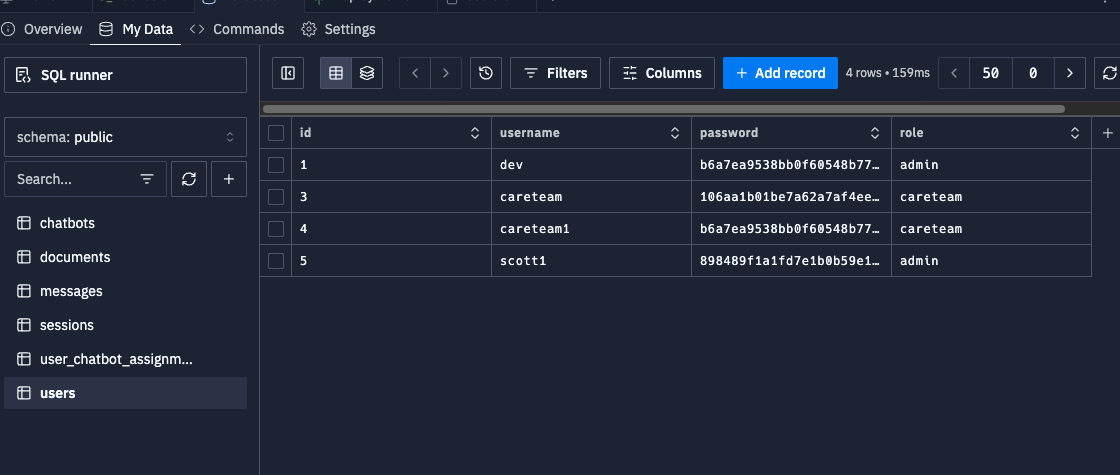 Overview My Data Commands Settings
SQL runner
Filters Columns + Add record 4 rows • 159ms 50 0
schema: public
Search...
chatbots
documents
messages
sessions
user_chatbot_assignm...
users
id username password role
1 dev b6a7ea9538bb0f60548b77... admin
3 careteam 106aa1b01be7a62a7af4ee... careteam
4 careteam1 b6a7ea9538bb0f60548b77... careteam
5 scott1 898489f1a1fd7e1b0b59e1... admin